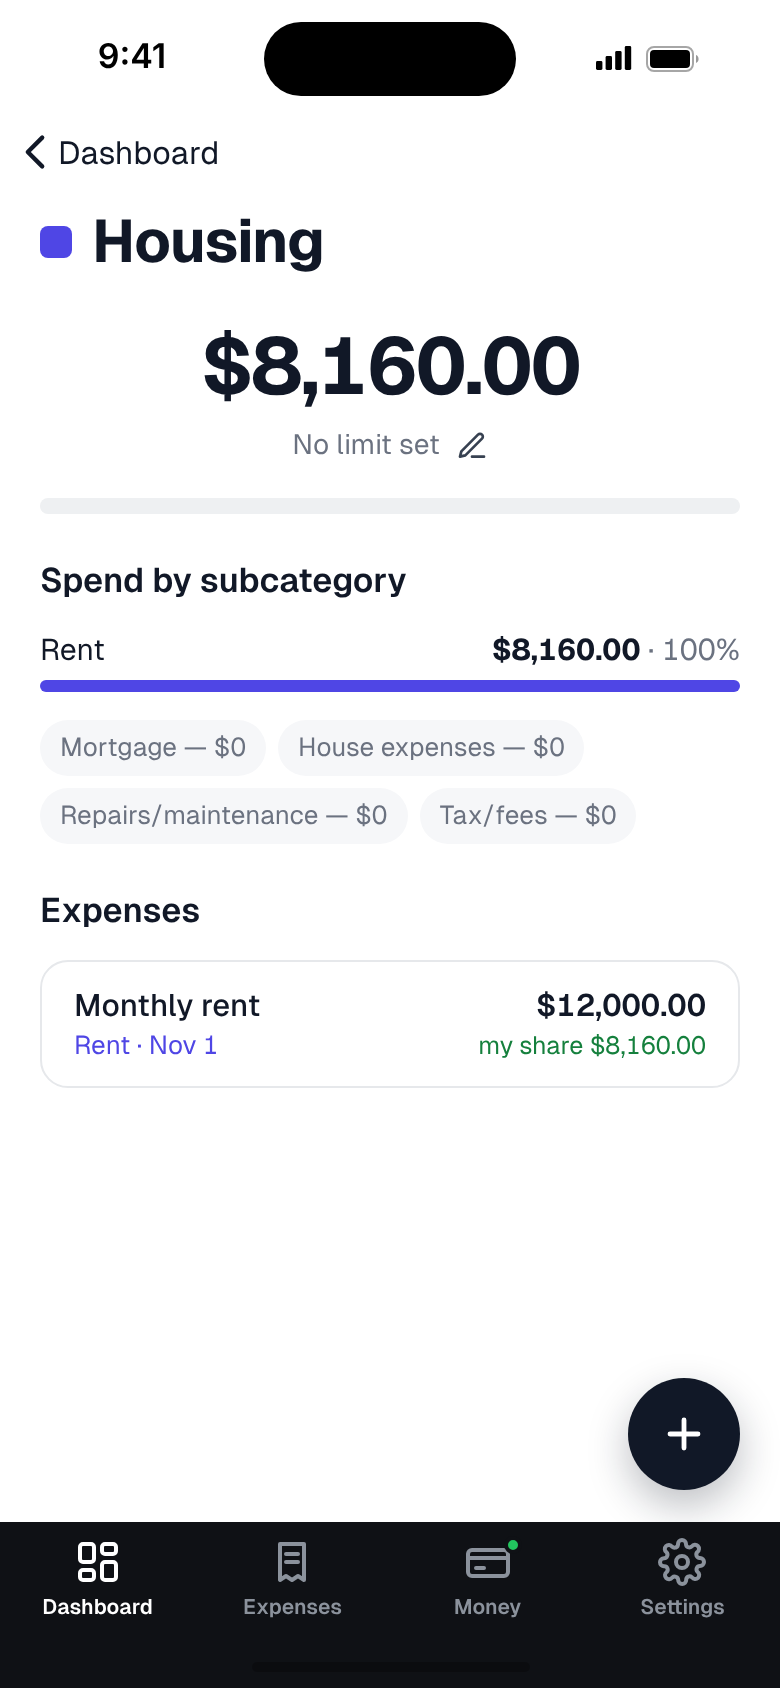 9:41
Dashboard
Housing
$8,160.00
No limit set
Spend by subcategory
Rent $8,160.00 · 100%
Mortgage — $0 House expenses — $0
Repairs/maintenance — $0 Tax/fees — $0
Expenses
Monthly rent $12,000.00
Rent · Nov 1 my share $8,160.00
Dashboard Expenses Money Settings